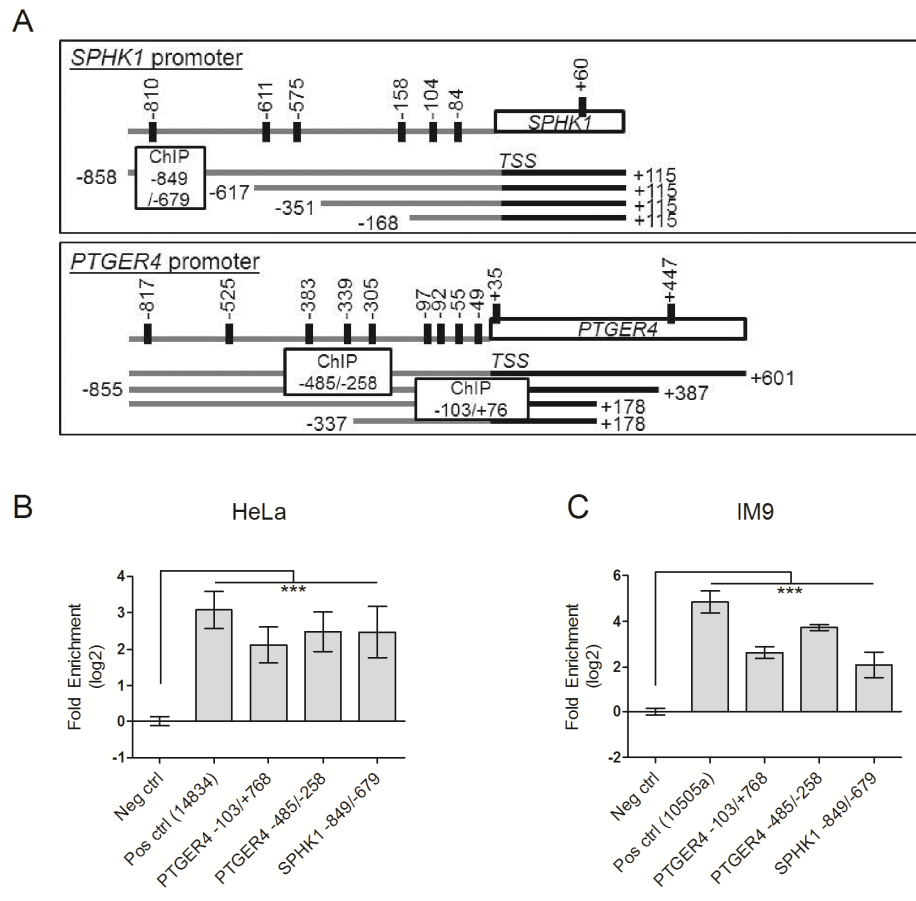 A
SPHK1 promoter
-810
-611
-575
-158
-104
-84
+60
SPHK1
ChIP
-849
/-679
TSS
-858
+115
-617
+115
-351
+115
-168
+115
PTGER4 promoter
-817
-525
-383
-339
-305
-97
-92
-55
-49
+35
+447
PTGER4
ChIP
-485/-258
TSS
+601
-855
ChIP
-103/+76
+387
+178
-337
+178
B
HeLa
Fold Enrichment
(log2)
4
3
2
1
0
-1
***
Neg ctrl
Pos ctrl (14834)
PTGER4 -103/+768
PTGER4 -485/-258
SPHK1 -849/-679
C
IM9
Fold Enrichment
(log2)
6
4
2
0
-2
***
Neg ctrl
Pos ctrl (10505a)
PTGER4 -103/+768
PTGER4 -485/-258
SPHK1 -849/-679